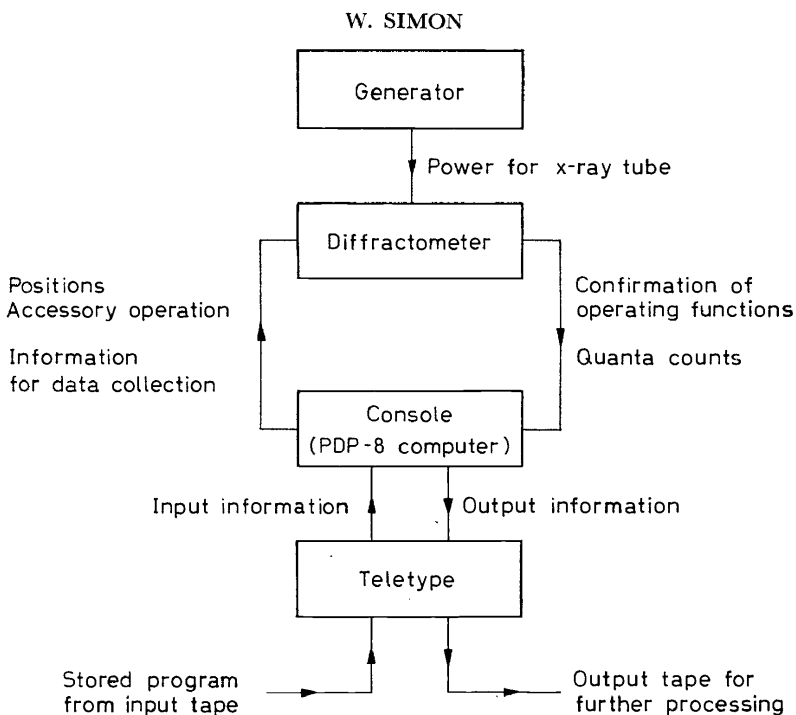 W. SIMON
Generator
Power for x-ray tube
Diffractometer
Positions
Accessory operation
Information
for data collection
Confirmation of
operating functions
Quanta counts
Console
(PDP-8 computer)
Input information
Output information
Teletype
Stored program
from input tape
Output tape for
further processing